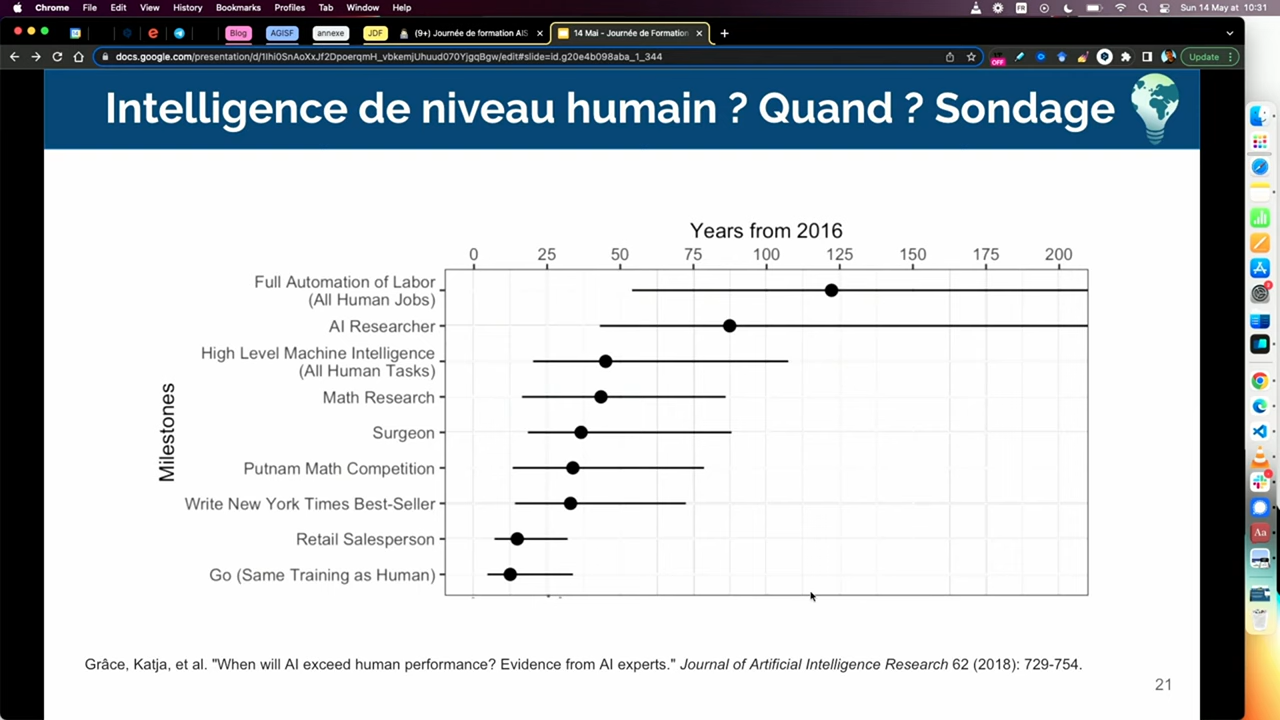 Chrome File Edit View History Bookmarks Profiles Tab Window Help
FR
Sun 14 May at 10:31
Blog
AGISF
annexe
JDF
(9+) Journée de formation AIS
14 Mai - Journée de Formation
docs.google.com/presentation/d/1IhI0SnAoXxJf2DpoerqmH_vbkemjUhuud070YjgqBgw/edit#slide=id.g20e4b098aba_1_344
OFF
Update
Intelligence de niveau humain ? Quand ? Sondage
Years from 2016
0 25 50 75 100 125 150 175 200
Milestones
Full Automation of Labor
(All Human Jobs)
AI Researcher
High Level Machine Intelligence
(All Human Tasks)
Math Research
Surgeon
Putnam Math Competition
Write New York Times Best-Seller
Retail Salesperson
Go (Same Training as Human)
Grâce, Katja, et al. "When will AI exceed human performance? Evidence from AI experts." Journal of Artificial Intelligence Research 62 (2018): 729-754.
21
Aa